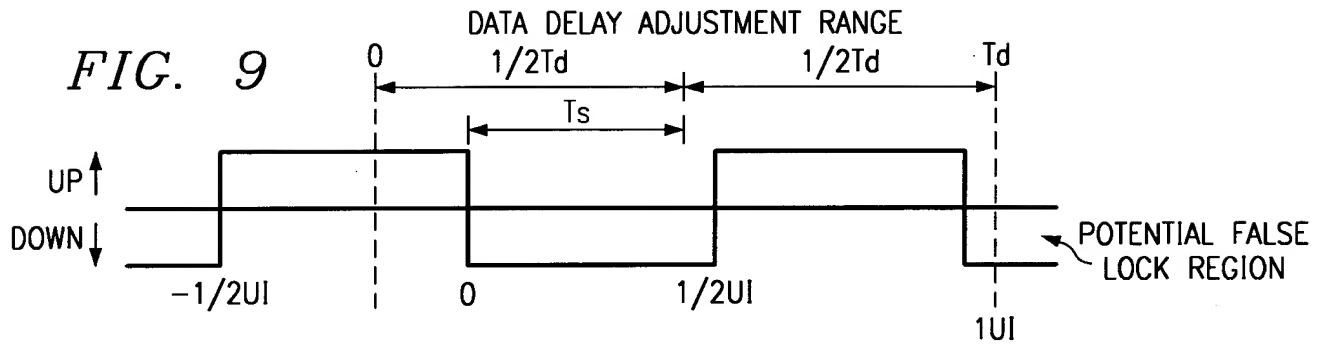 DATA DELAY ADJUSTMENT RANGE
FIG. 9
0
1/2Td
1/2Td
Td
Ts
UP
DOWN
POTENTIAL FALSE
LOCK REGION
-1/2UI
0
1/2UI
1UI